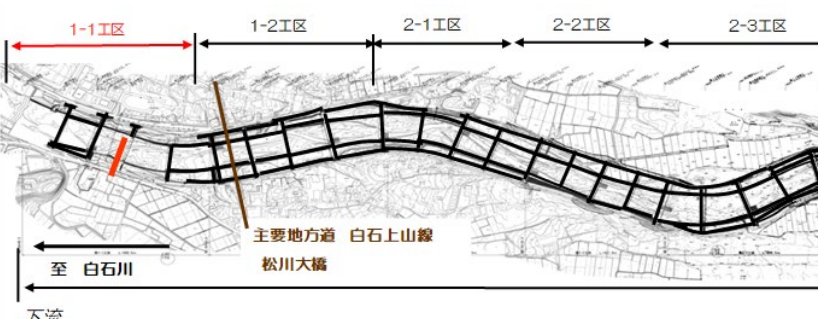 1-1工区
1-2工区
2-1工区
2-2工区
2-3工区
主要地方道 白石上山線
松川大橋
至 白石川
下流